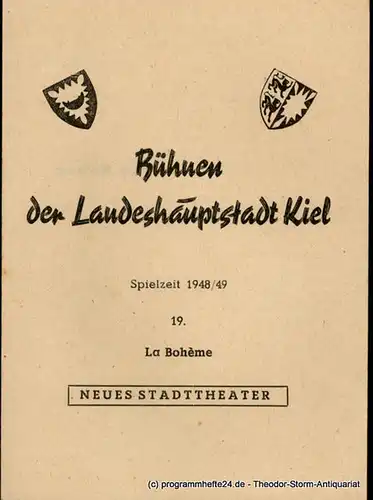 Bühnen
der Landeshauptstadt Kiel
Spielzeit 1948/49
19.
La Bohème
NEUES STADTTHEATER
(c) programmhefte24.de - Theodor-Storm-Antiquariat